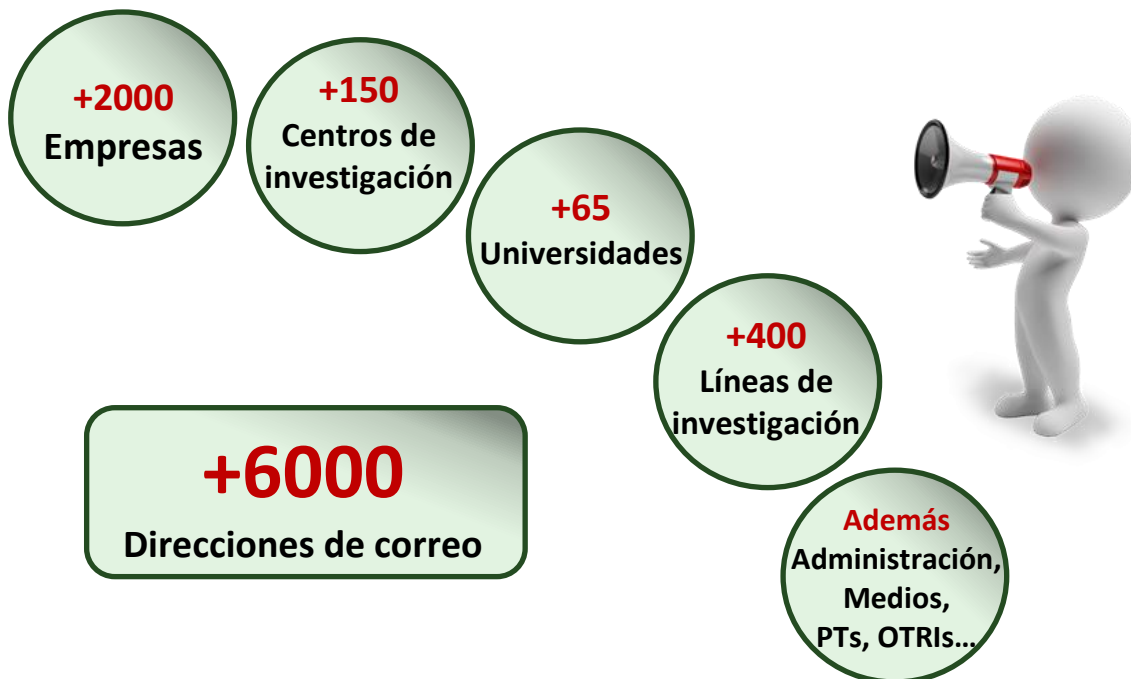 +2000
Empresas
+150
Centros de
investigación
+65
Universidades
+400
Líneas de
investigación
+6000
Direcciones de correo
Además
Administración,
Medios,
PTs, OTRIs...